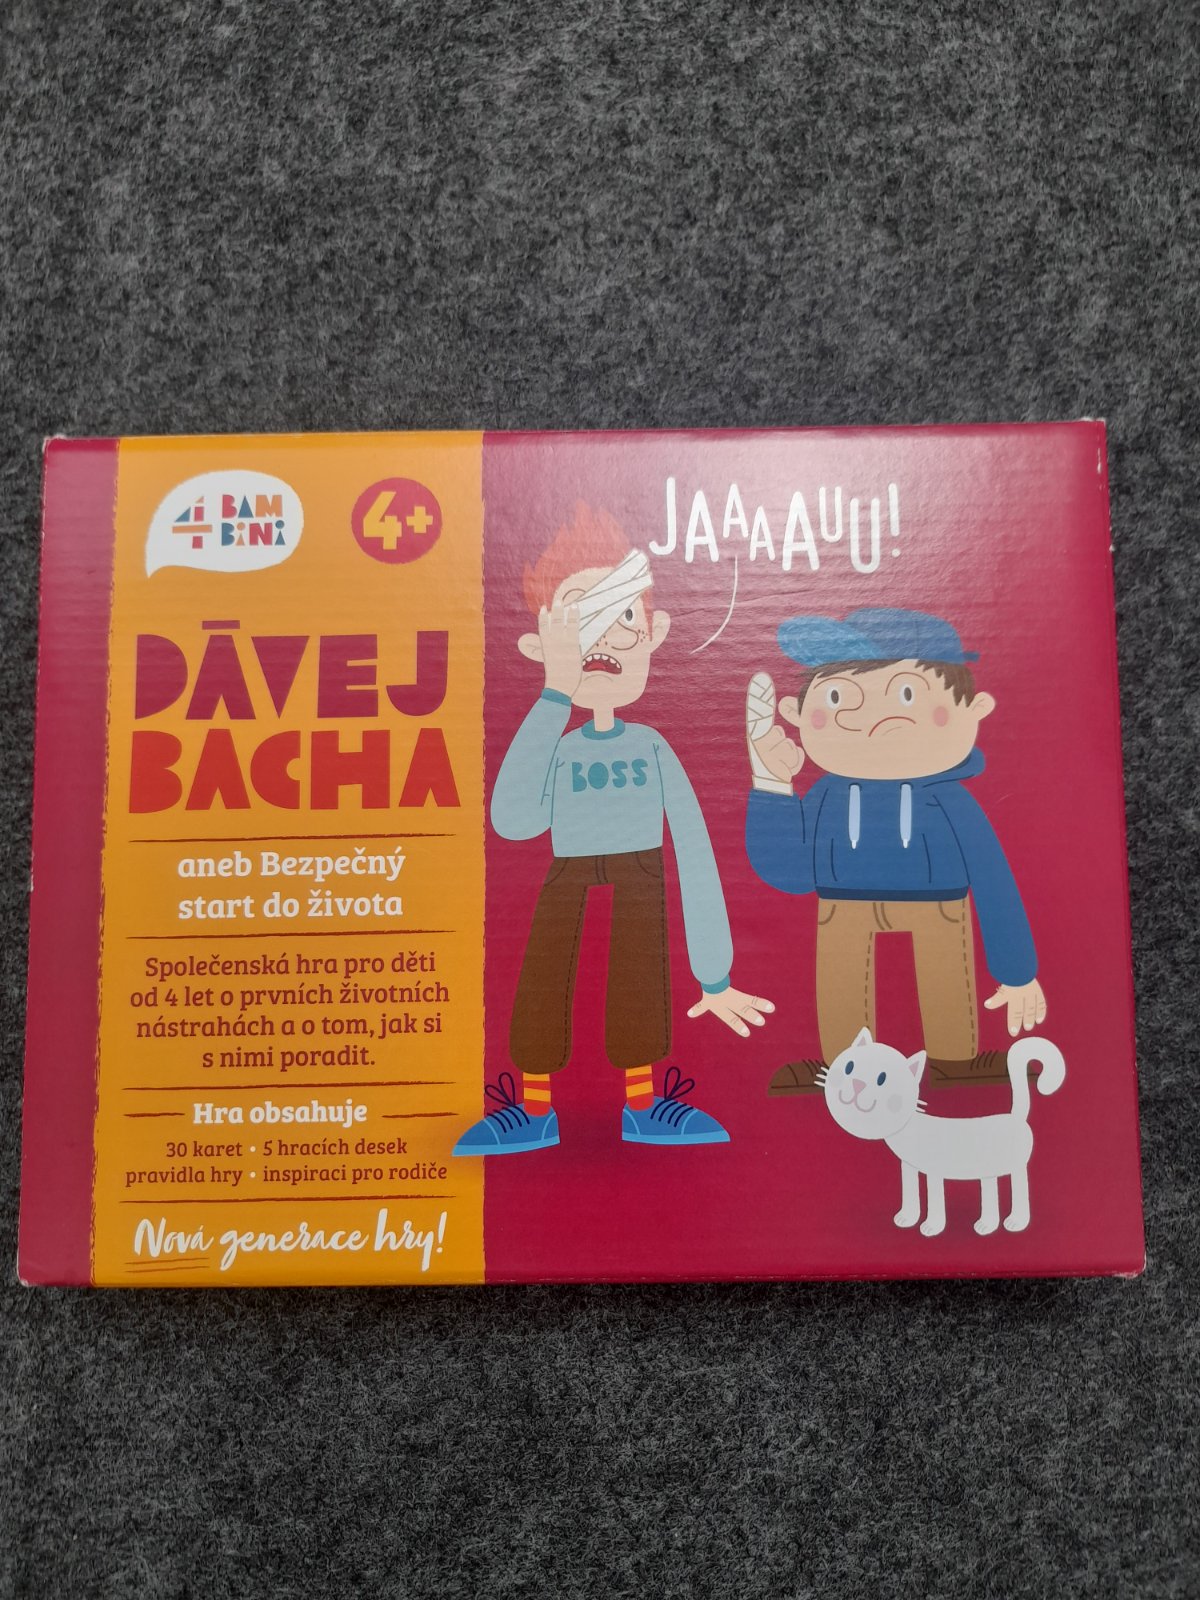 4 BAM
BINI
4+
DÁVEJ
BACHA
aneb Bezpečný
start do života
Společenská hra pro děti
od 4 let o prvních životních
nástrahách a o tom, jak si
s nimi poradit.
Hra obsahuje
30 karet • 5 hracích desek
pravidla hry • inspiraci pro rodiče
Nová generace hry!
JAAAAUU!
BOSS